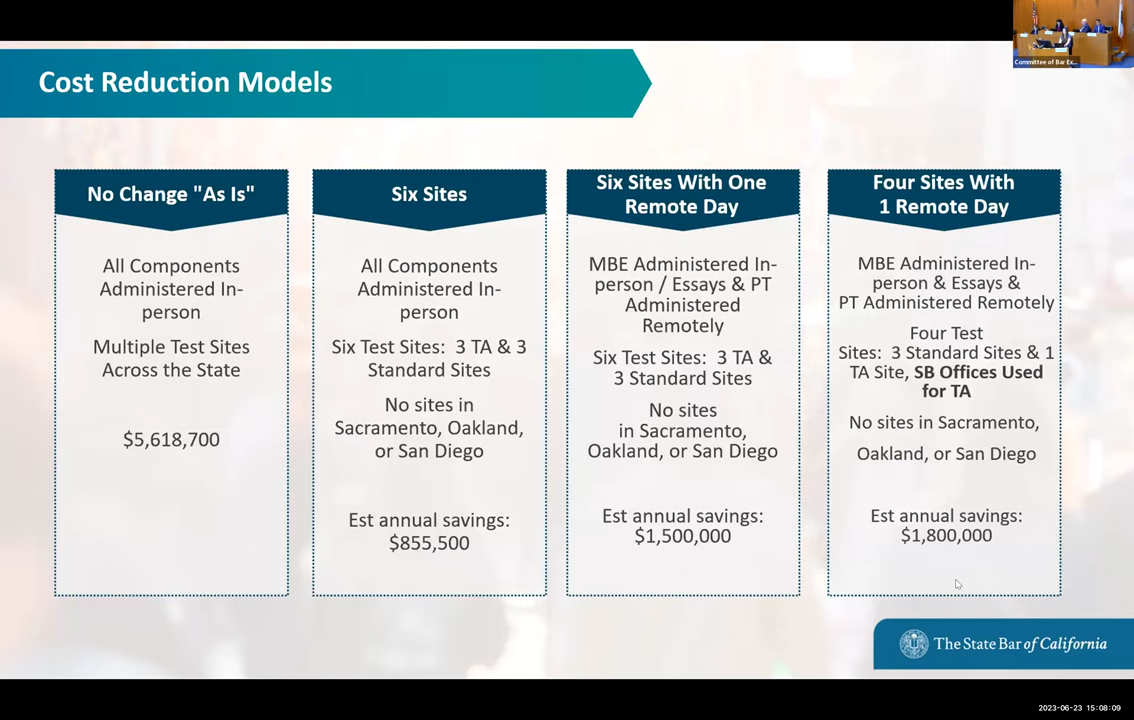 Committee of Bar Ex...
Cost Reduction Models
No Change "As Is"
All Components
Administered In-
person
Multiple Test Sites
Across the State
$5,618,700
Six Sites
All Components
Administered In-
person
Six Test Sites: 3 TA & 3
Standard Sites
No sites in
Sacramento, Oakland,
or San Diego
Est annual savings:
$855,500
Six Sites With One
Remote Day
MBE Administered In-
person / Essays & PT
Administered
Remotely
Six Test Sites: 3 TA &
3 Standard Sites
No sites
in Sacramento,
Oakland, or San Diego
Est annual savings:
$1,500,000
Four Sites With
1 Remote Day
MBE Administered In-
person & Essays &
PT Administered Remotely
Four Test
Sites: 3 Standard Sites & 1
TA Site, SB Offices Used
for TA
No sites in Sacramento,
Oakland, or San Diego
Est annual savings:
$1,800,000
The State Bar of California
2023-06-23 15:08:09